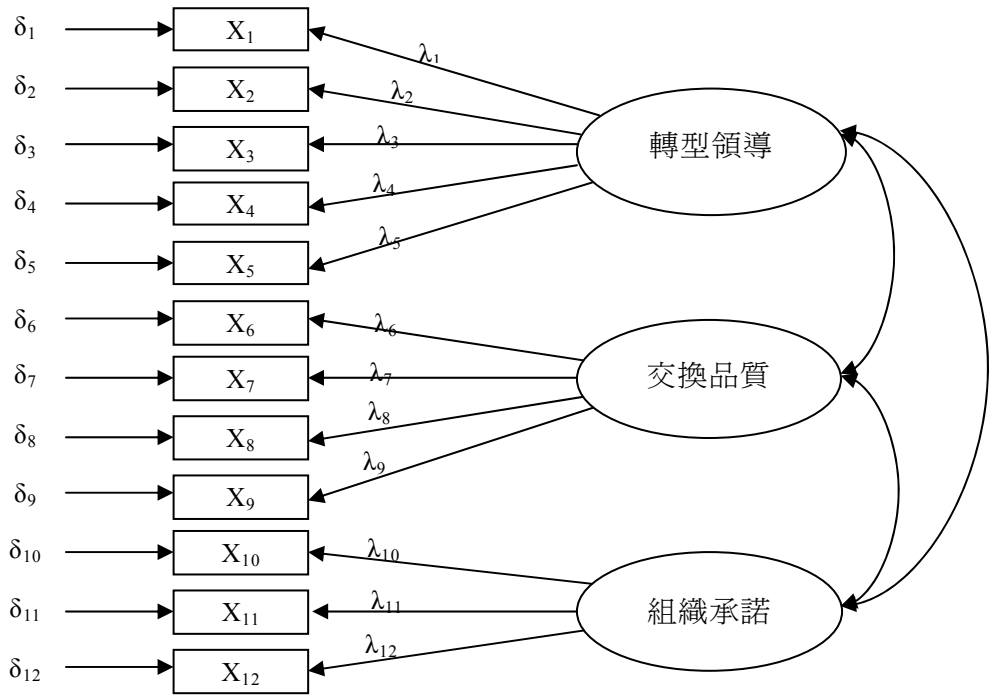 δ₁ X₁ λ₁
δ₂ X₂ λ₂
δ₃ X₃ λ₃ 轉型領導
δ₄ X₄ λ₄
δ₅ X₅ λ₅
δ₆ X₆ λ₆
δ₇ X₇ λ₇ 交換品質
δ₈ X₈ λ₈
δ₉ X₉ λ₉
δ₁₀ X₁₀ λ₁₀
δ₁₁ X₁₁ λ₁₁ 組織承諾
δ₁₂ X₁₂ λ₁₂